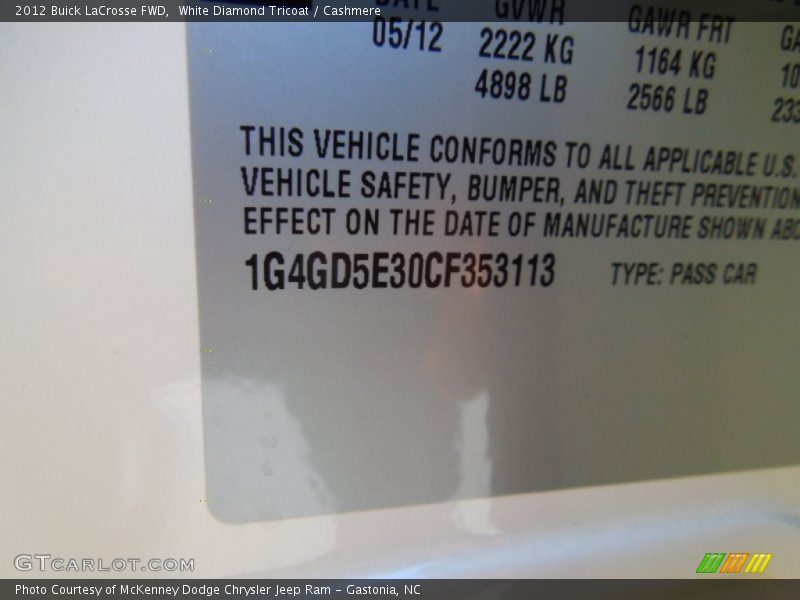 2012 Buick LaCrosse FWD, White Diamond Tricoat / Cashmere
DATE GVWR GAWR FRT
05/12 2222 KG 1164 KG
4898 LB 2566 LB
THIS VEHICLE CONFORMS TO ALL APPLICABLE U.S.
VEHICLE SAFETY, BUMPER, AND THEFT PREVENTION
EFFECT ON THE DATE OF MANUFACTURE SHOWN
1G4GD5E30CF353113 TYPE: PASS CAR
GTCARLOT.COM
Photo Courtesy of McKenney Dodge Chrysler Jeep Ram - Gastonia, NC